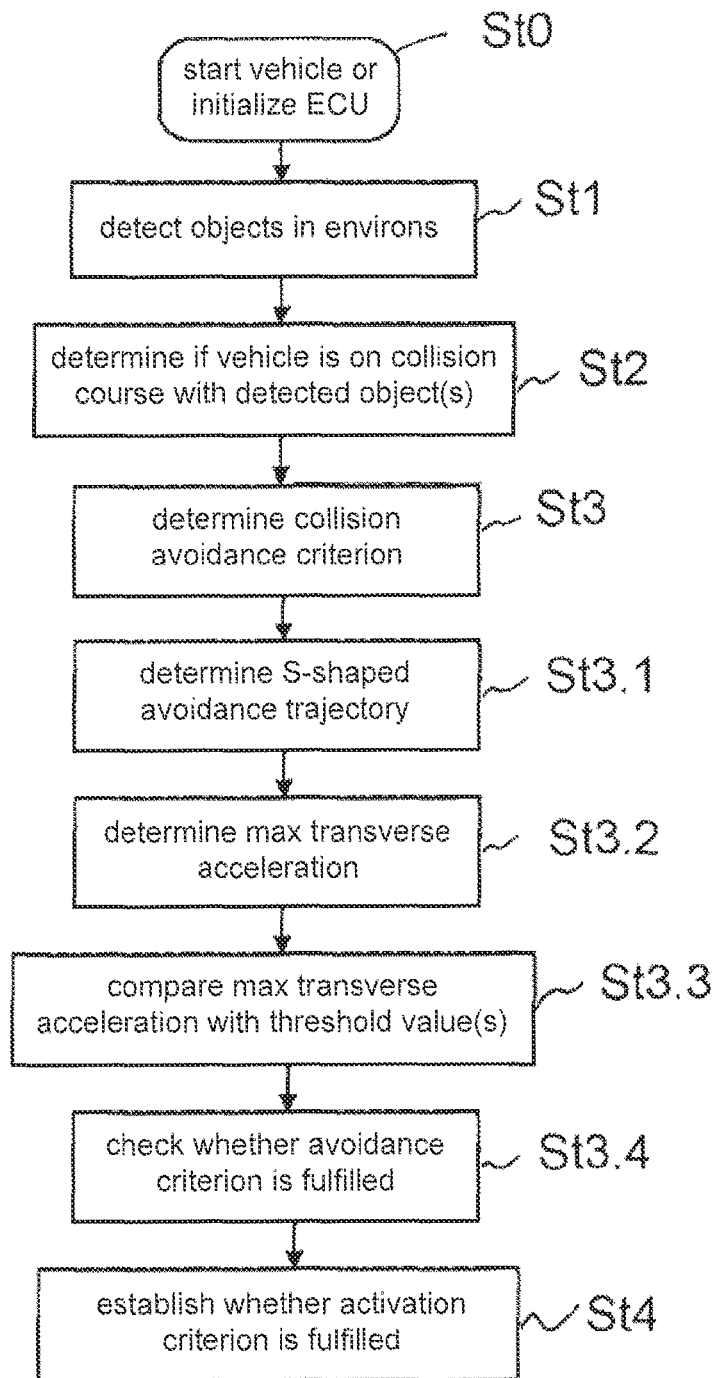 St0
start vehicle or
initialize ECU
St1
detect objects in environs
St2
determine if vehicle is on collision
course with detected object(s)
St3
determine collision
avoidance criterion
St3.1
determine S-shaped
avoidance trajectory
St3.2
determine max transverse
acceleration
St3.3
compare max transverse
acceleration with threshold value(s)
St3.4
check whether avoidance
criterion is fulfilled
St4
establish whether activation
criterion is fulfilled